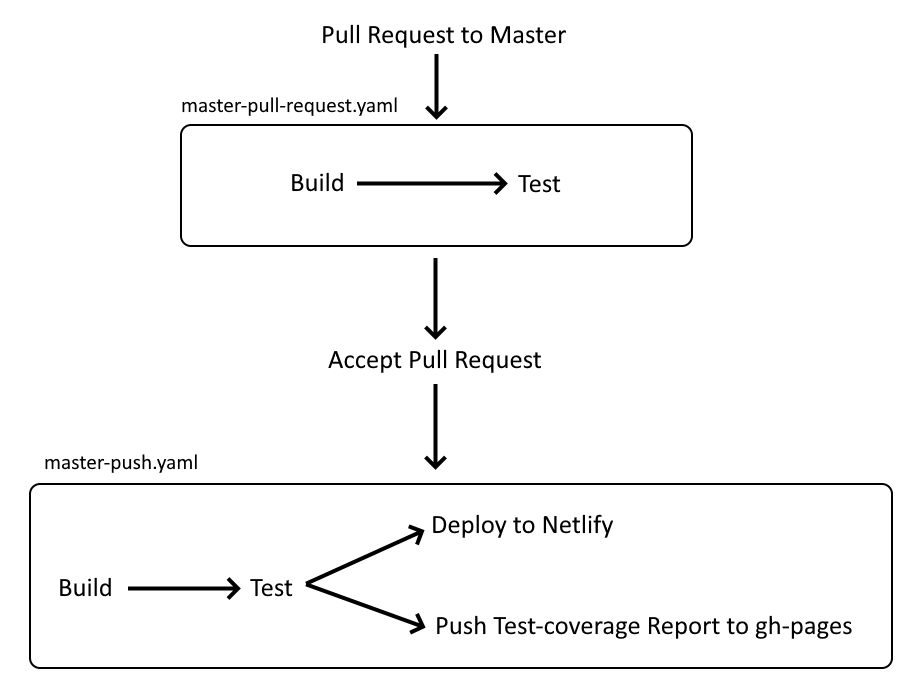 Pull Request to Master
master-pull-request.yaml
Build
Test
Accept Pull Request
master-push.yaml
Deploy to Netlify
Build
Test
Push Test-coverage Report to gh-pages